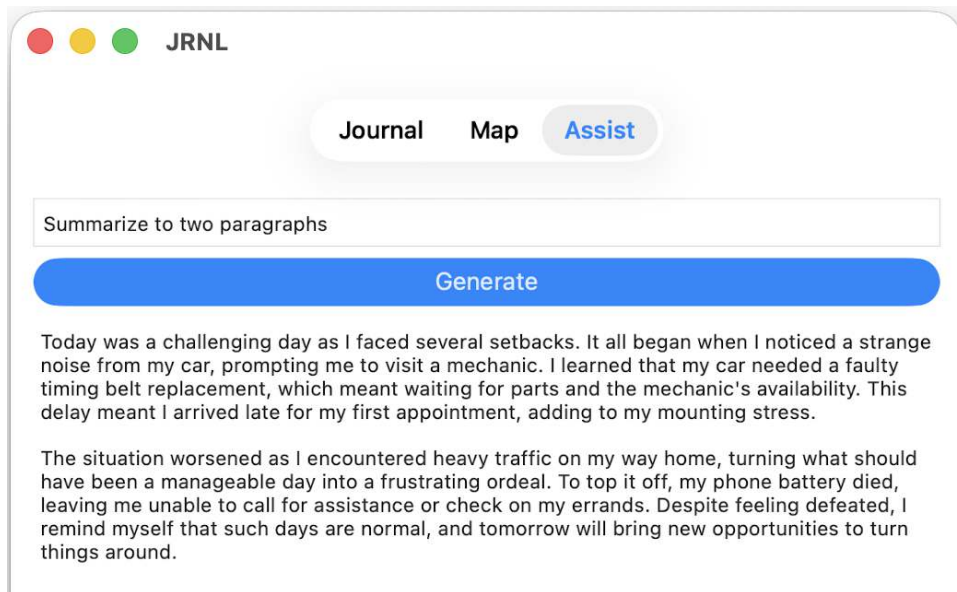 JRNL
Journal Map Assist
Summarize to two paragraphs
Generate
Today was a challenging day as I faced several setbacks. It all began when I noticed a strange
noise from my car, prompting me to visit a mechanic. I learned that my car needed a faulty
timing belt replacement, which meant waiting for parts and the mechanic's availability. This
delay meant I arrived late for my first appointment, adding to my mounting stress.
The situation worsened as I encountered heavy traffic on my way home, turning what should
have been a manageable day into a frustrating ordeal. To top it off, my phone battery died,
leaving me unable to call for assistance or check on my errands. Despite feeling defeated, I
remind myself that such days are normal, and tomorrow will bring new opportunities to turn
things around.